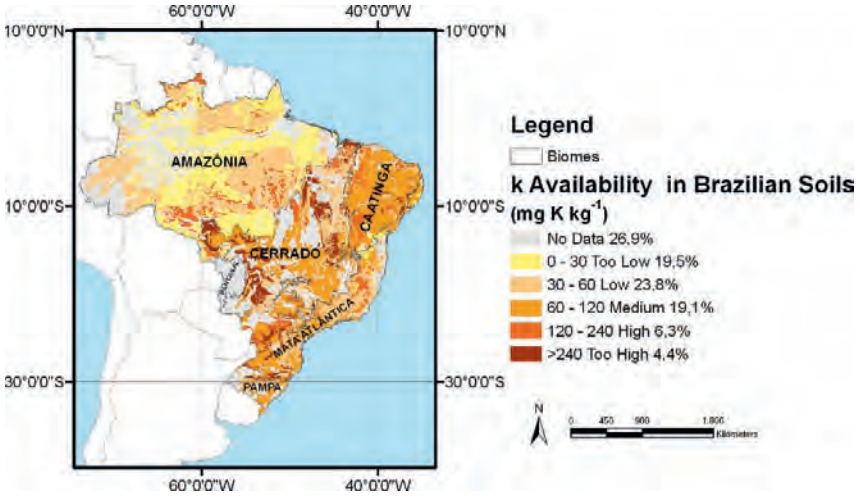 60°0'0"W 40°0'0"W
10°0'0"N 10°0'0"N
AMAZÔNIA
CAATINGA
10°0'0"S 10°0'0"S
CERRADO
PANTANAL
MATA ATLÂNTICA
PAMPA
30°0'0"S 30°0'0"S
60°0'0"W 40°0'0"W
Legend
Biomes
k Availability in Brazilian Soils
(mg K kg-1)
No Data 26.9%
0 - 30 Too Low 19,5%
30 - 60 Low 23.8%
60 - 120 Medium 19,1%
120 - 240 High 6,3%
>240 Too High 4.4%
N
0 450 900 1.800
Kilometers